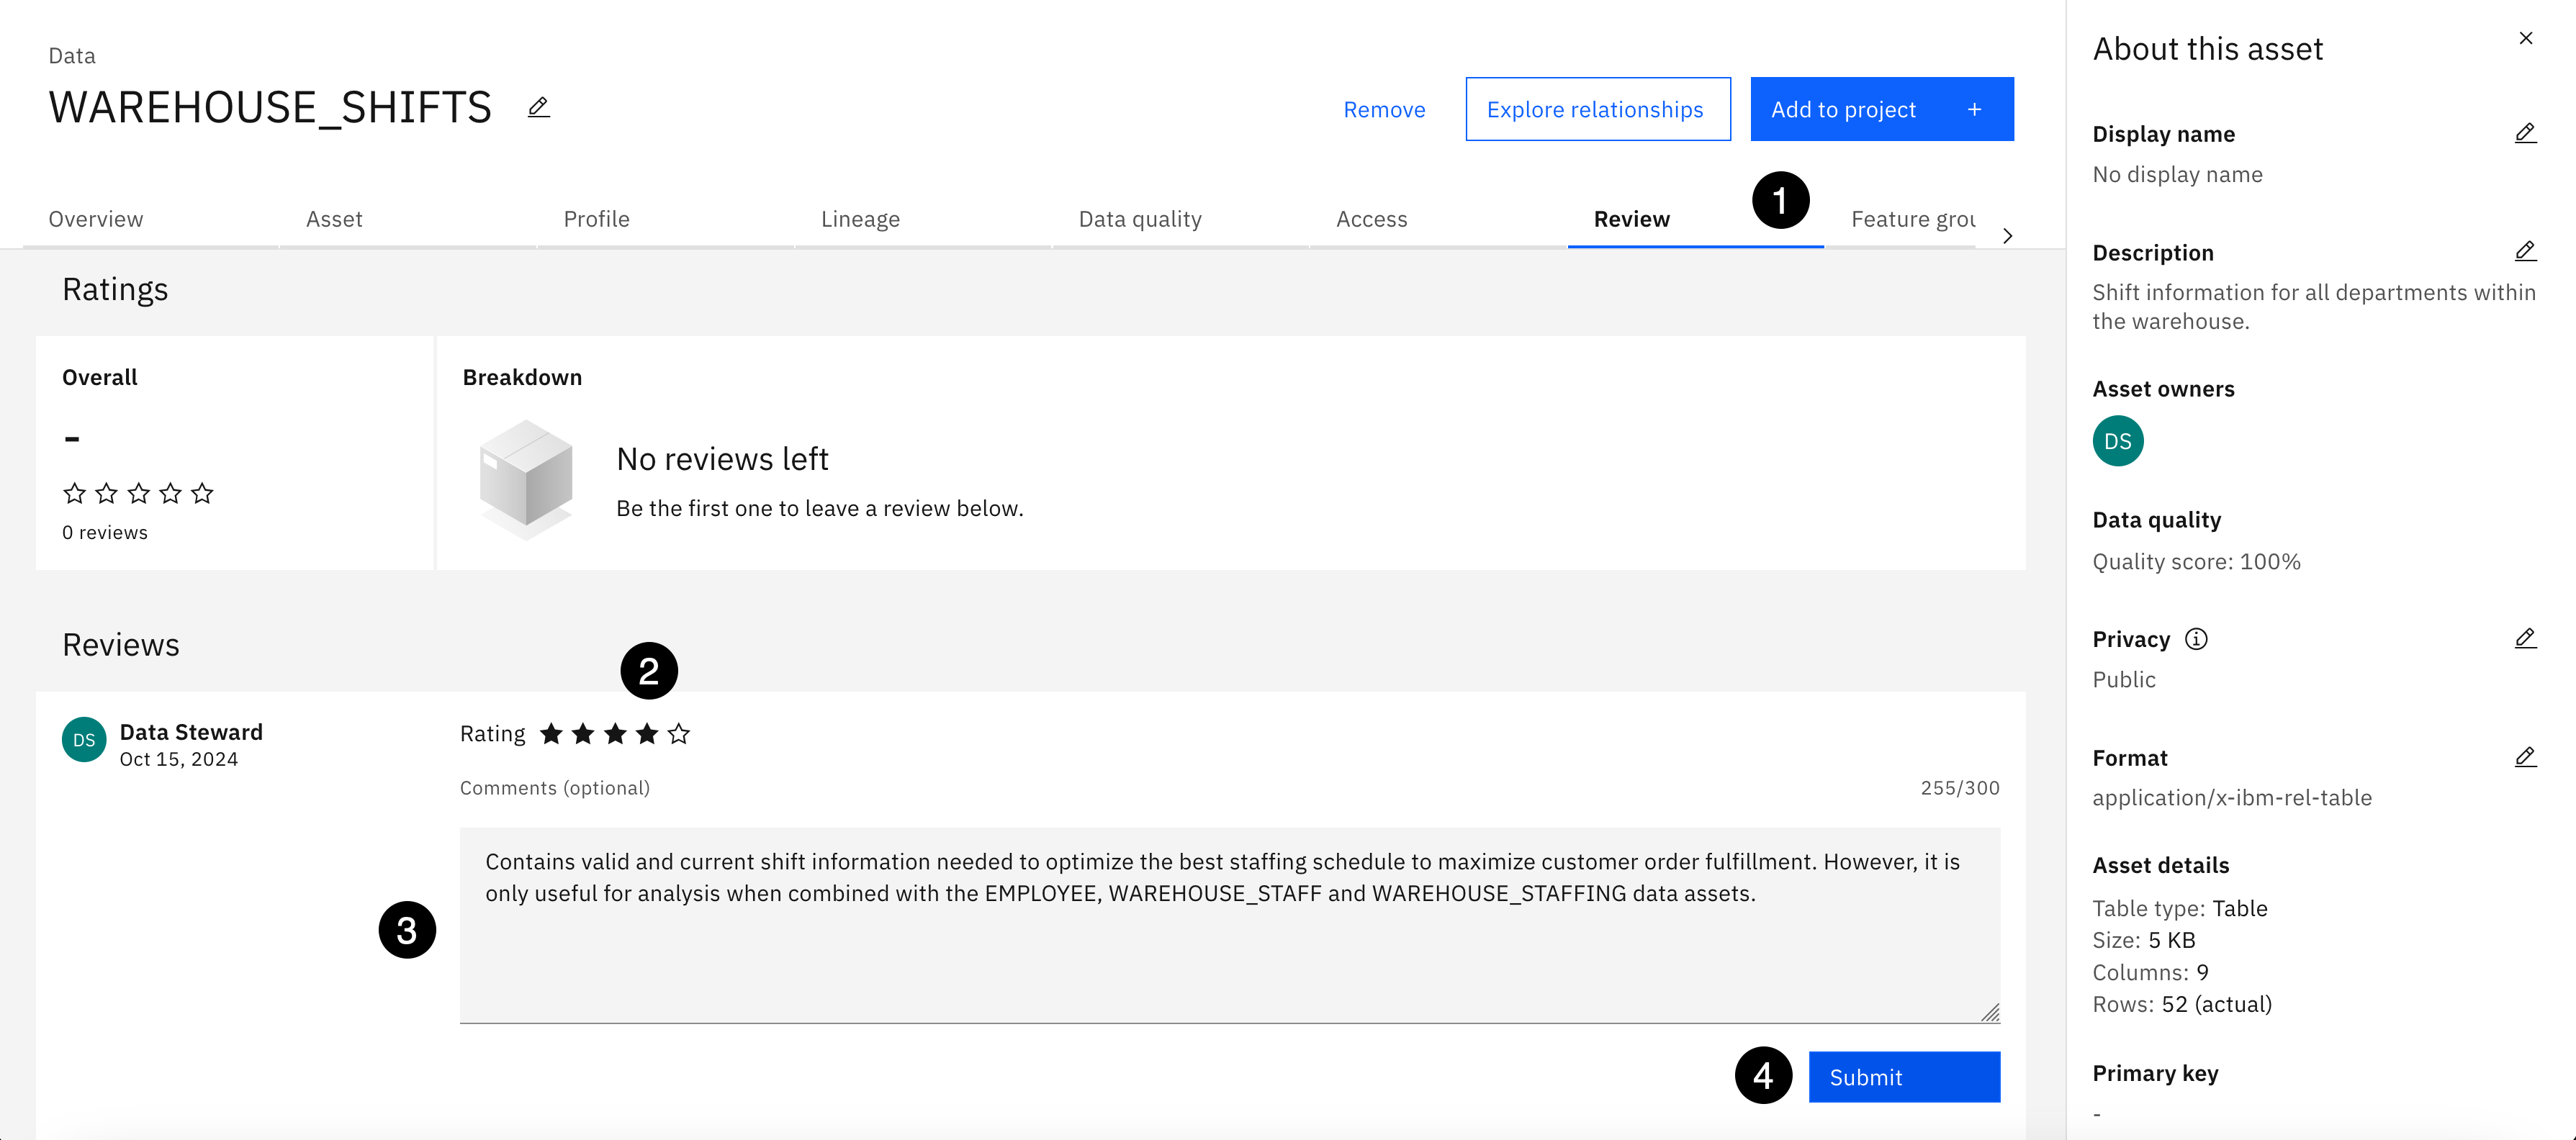 Data
WAREHOUSE_SHIFTS
Remove
Explore relationships
Add to project +
1
Overview
Asset
Profile
Lineage
Data quality
Access
Review
Feature grou
Ratings
Overall
-
0 reviews
Breakdown
No reviews left
Be the first one to leave a review below.
Reviews
2
DS
Data Steward
Oct 15, 2024
Rating
Comments (optional)
255/300
Contains valid and current shift information needed to optimize the best staffing schedule to maximize customer order fulfillment. However, it is
only useful for analysis when combined with the EMPLOYEE, WAREHOUSE_STAFF and WAREHOUSE_STAFFING data assets.
3
4
Submit
About this asset
Display name
No display name
Description
Shift information for all departments within
the warehouse.
Asset owners
DS
Data quality
Quality score: 100%
Privacy
Public
Format
application/x-ibm-rel-table
Asset details
Table type: Table
Size: 5 KB
Columns: 9
Rows: 52 (actual)
Primary key
-